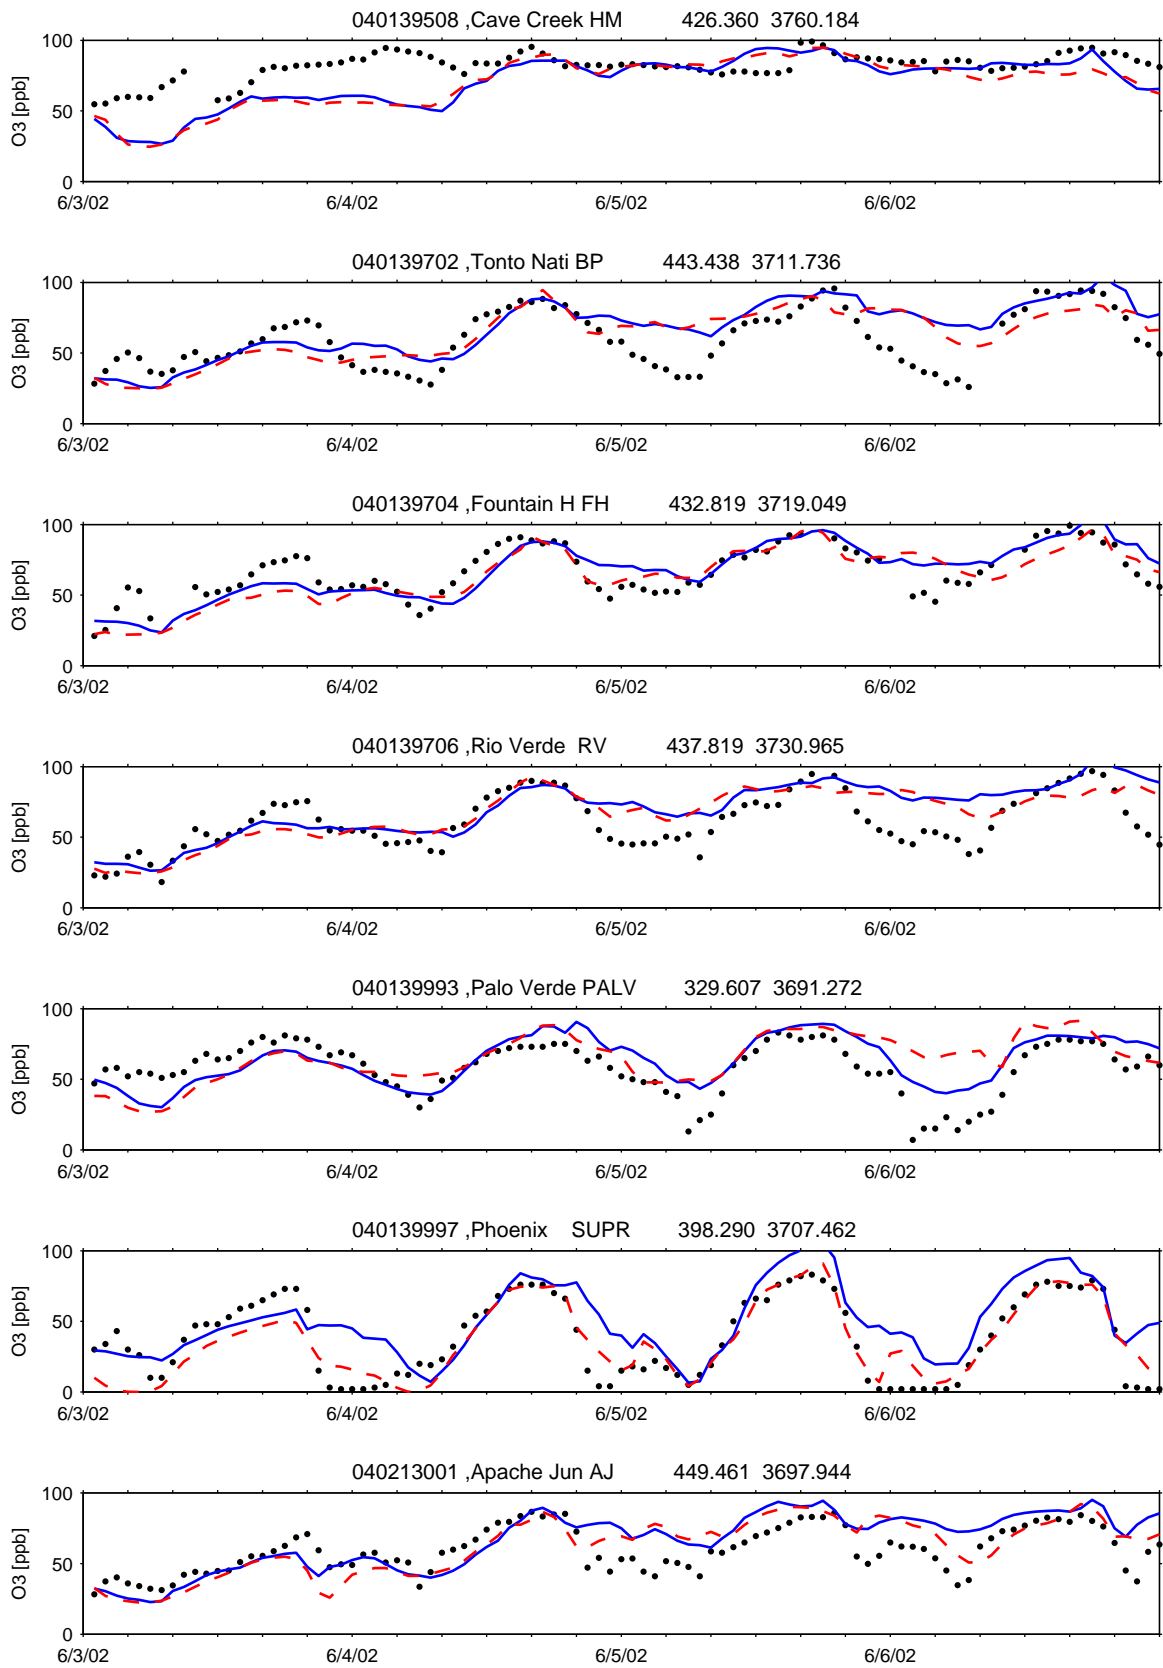 040139508 ,Cave Creek HM 426.360 3760.184
100
50
0
O3 [ppb]
6/3/02 6/4/02 6/5/02 6/6/02
040139702 ,Tonto Nati BP 443.438 3711.736
100
50
0
O3 [ppb]
6/3/02 6/4/02 6/5/02 6/6/02
040139704 ,Fountain H FH 432.819 3719.049
100
50
0
O3 [ppb]
6/3/02 6/4/02 6/5/02 6/6/02
040139706 ,Rio Verde RV 437.819 3730.965
100
50
0
O3 [ppb]
6/3/02 6/4/02 6/5/02 6/6/02
040139993 ,Palo Verde PALV 329.607 3691.272
100
50
0
O3 [ppb]
6/3/02 6/4/02 6/5/02 6/6/02
040139997 ,Phoenix SUPR 398.290 3707.462
100
50
0
O3 [ppb]
6/3/02 6/4/02 6/5/02 6/6/02
040213001 ,Apache Jun AJ 449.461 3697.944
100
50
0
O3 [ppb]
6/3/02 6/4/02 6/5/02 6/6/02